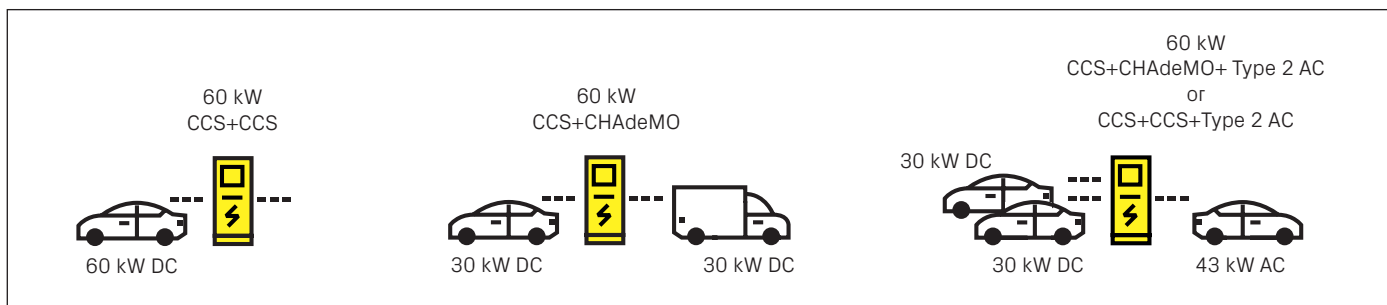 60 kW
CCS+CCS
60 kW DC
60 kW
CCS+CHAdeMO
30 kW DC
30 kW DC
60 kW
CCS+CHAdeMO+ Type 2 AC
or
CCS+CCS+Type 2 AC
30 kW DC
30 kW DC
43 kW AC